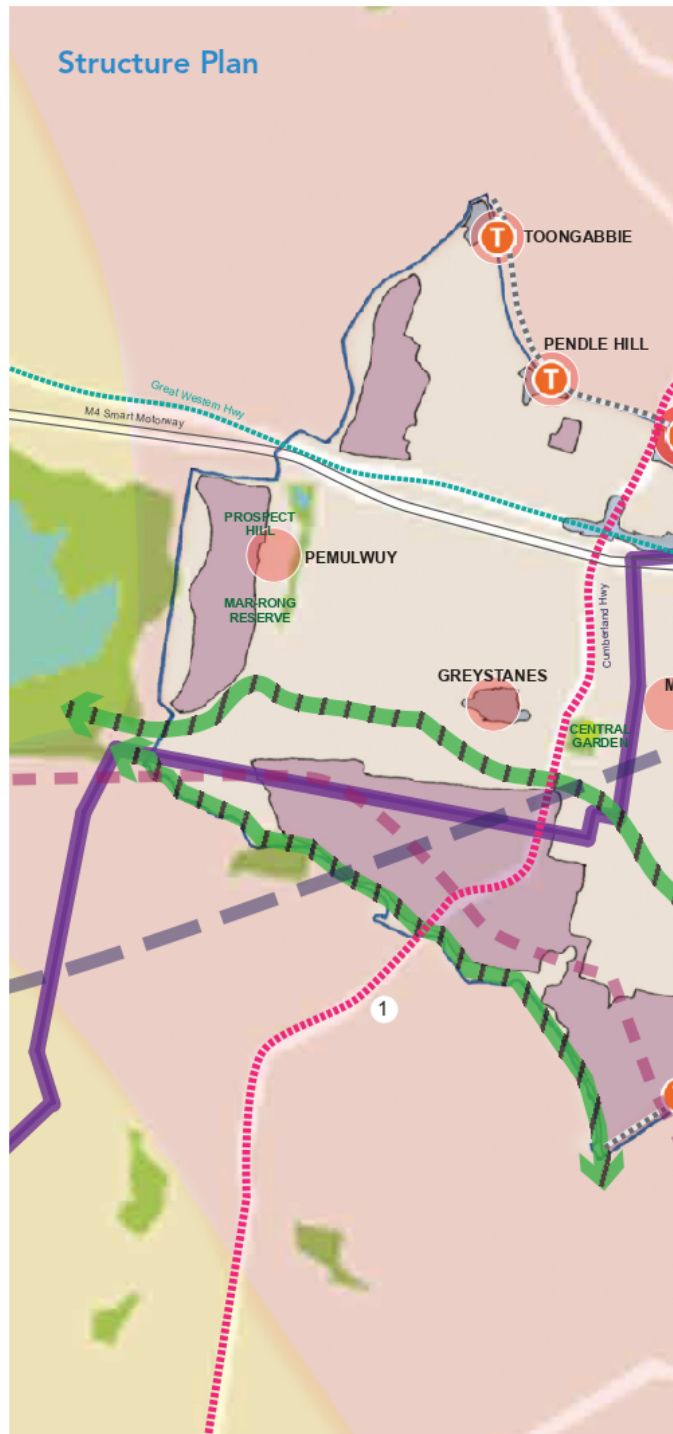 Structure Plan
T
TOONGABBIE
PENDLE HILL
T
Great Western Hwy
M4 Smart Motorway
PROSPECT
HILL
PEMULWUY
MAR-RONG
RESERVE
Cumberland Hwy
GREYSTANES
M
CENTRAL
GARDEN
1